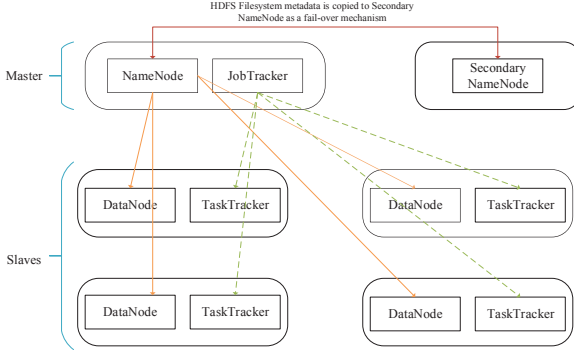 HDFS Filesystem metadata is copied to Secondary
NameNode as a fail-over mechanism
Master
NameNode
JobTracker
Secondary
NameNode
Slaves
DataNode
TaskTracker
DataNode
TaskTracker
DataNode
TaskTracker
DataNode
TaskTracker